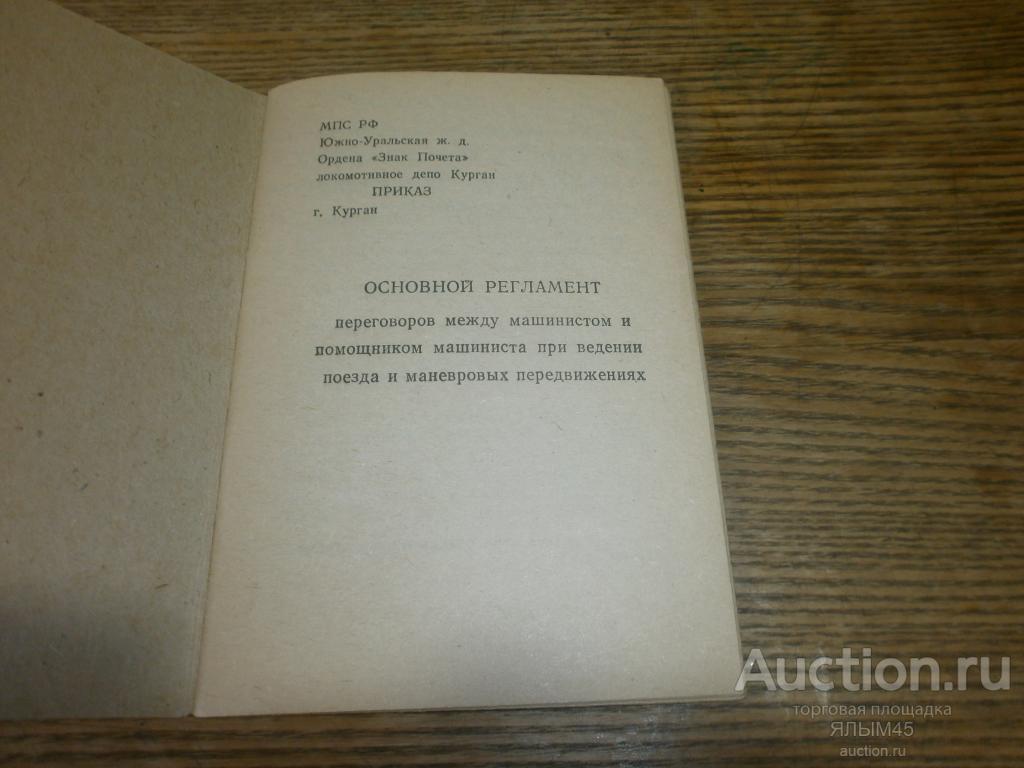 МПС РФ
Южно-Уральская ж. д.
Ордена «Знак Почета»
локомотивное депо Курган
ПРИКАЗ
г. Курган
ОСНОВНОЙ РЕГЛАМЕНТ
переговоров между машинистом и
помощником машиниста при ведении
поезда и маневровых передвижениях
Auction.ru
торговая площадка
ЯЛЫМ45
auction.ru